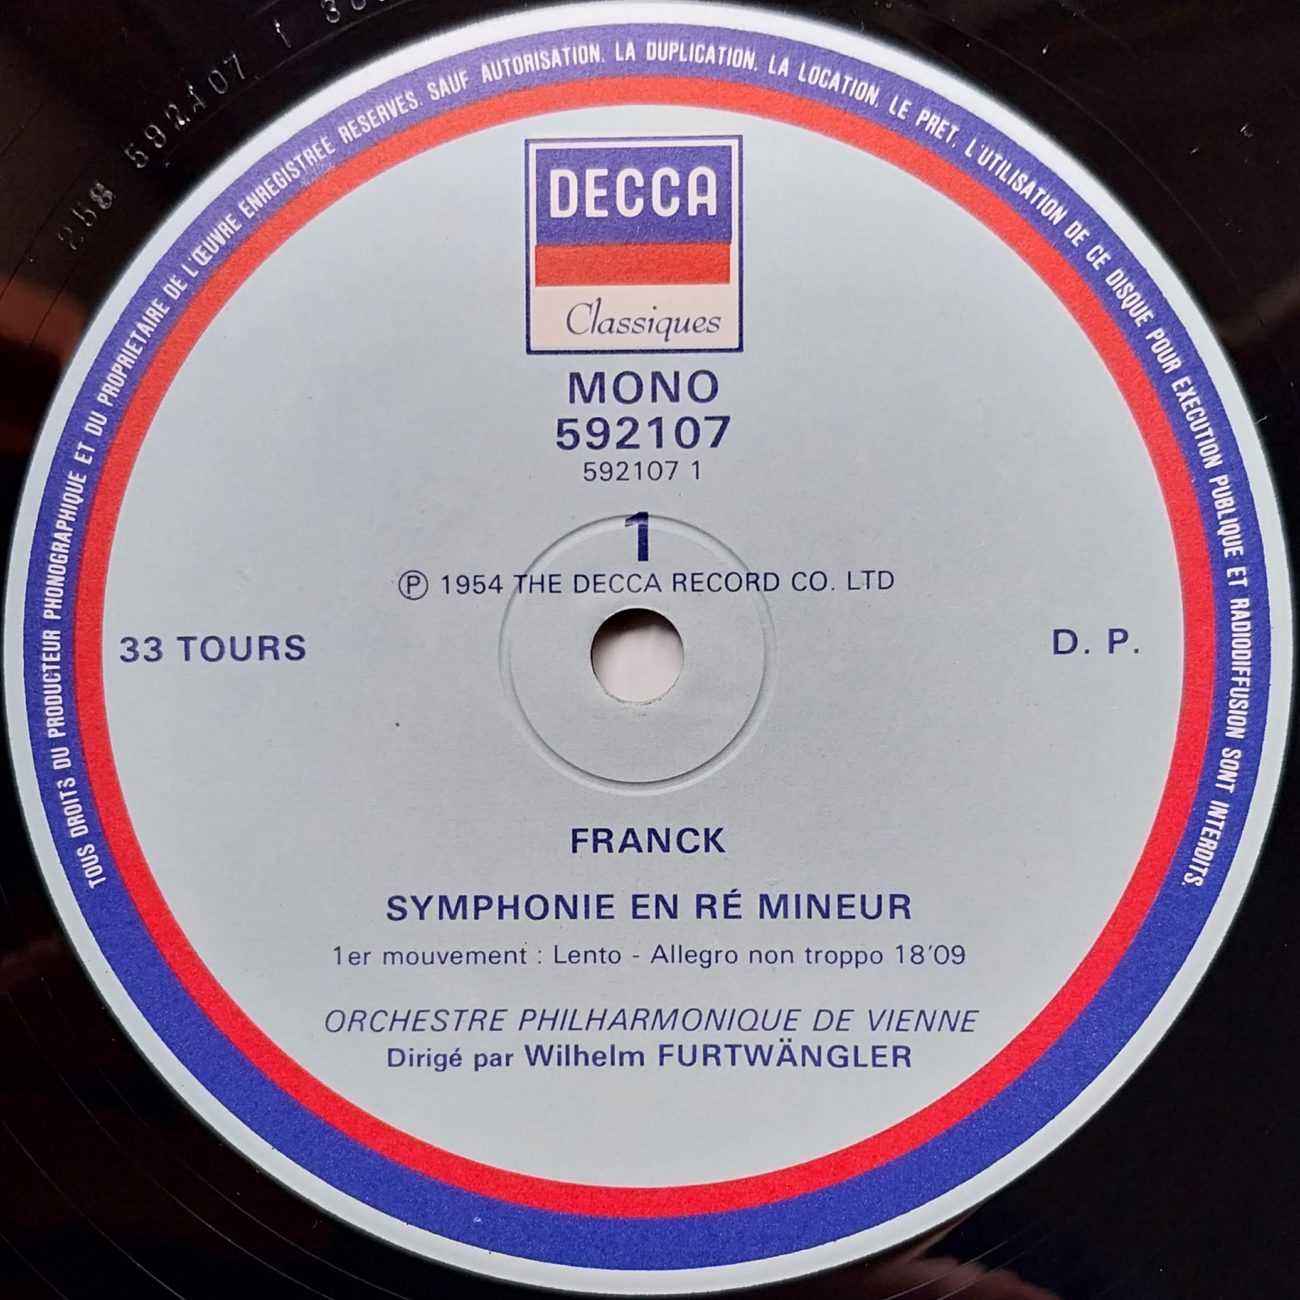 TOUS DROITS DU PRODUCTEUR PHONOGRAPHIQUE ET DU PROPRIETAIRE DE L'ŒUVRE ENREGISTREE RESERVES. SAUF AUTORISATION, LA DUPLICATION, LA LOCATION, LE PRET, L'UTILISATION DE CE DISQUE POUR EXECUTION PUBLIQUE ET RADIODIFFUSION SONT INTERDITS.
258 592107 1
DECCA
Classiques
MONO
592107
592107 1
1
Ⓟ 1954 THE DECCA RECORD CO. LTD
33 TOURS
D. P.
FRANCK
SYMPHONIE EN RÉ MINEUR
1er mouvement : Lento - Allegro non troppo 18'09
ORCHESTRE PHILHARMONIQUE DE VIENNE
Dirigé par Wilhelm FURTWÄNGLER